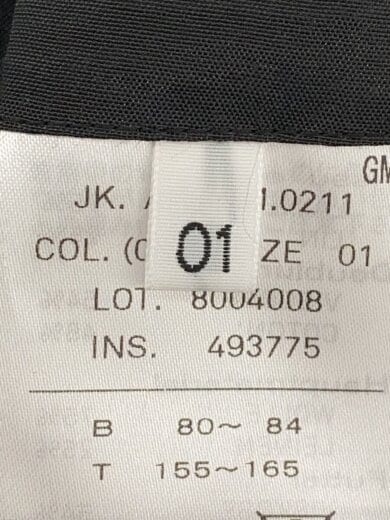 GM
JK. 1.0211
COL. ZE 01
01
LOT. 8004008
INS. 493775
B 80~ 84
T 155~165